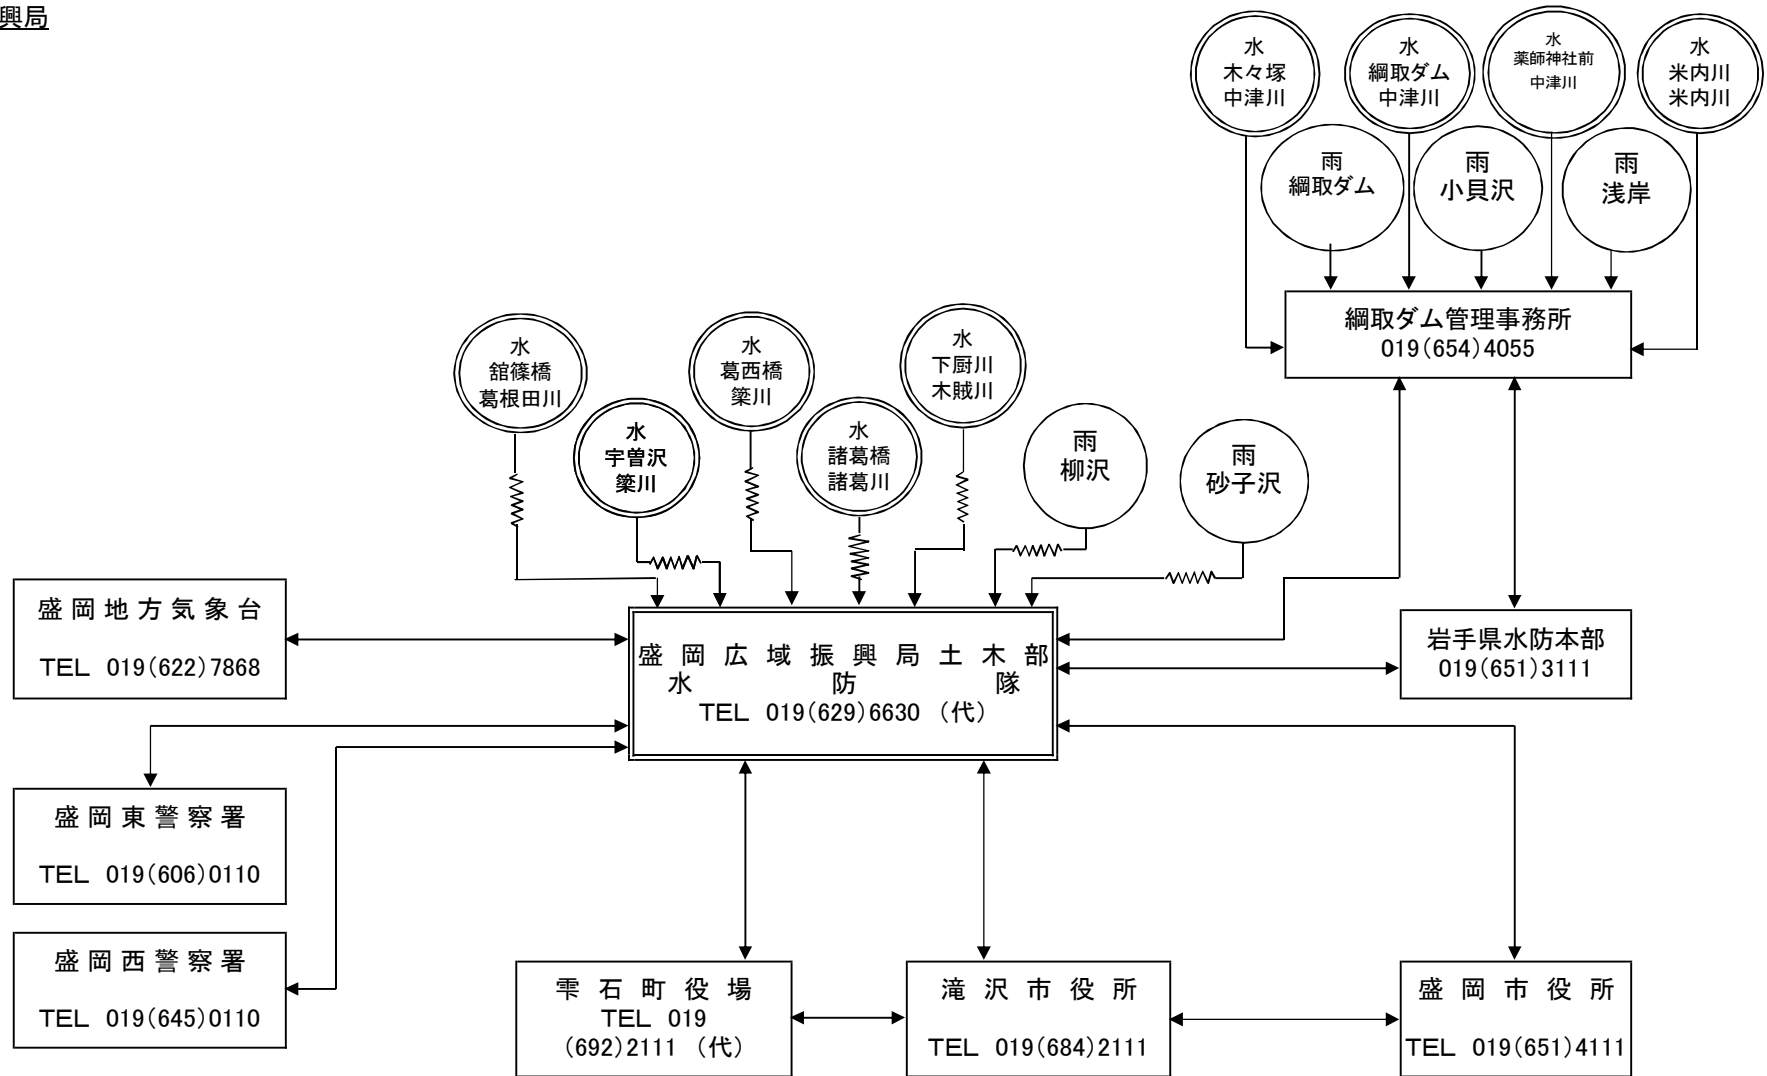 興局
水
木々塚
中津川
水
綱取ダム
中津川
水
薬師神社前
中津川
水
米内川
米内川
雨
綱取ダム
雨
小貝沢
雨
浅岸
綱取ダム管理事務所
019(654)4055
水
舘篠橋
葛根田川
水
宇曽沢
簗川
水
葛西橋
簗川
水
諸葛橋
諸葛川
水
下厨川
木賊川
雨
柳沢
雨
砂子沢
盛岡地方気象台
TEL 019(622)7868
盛岡広域振興局土木部
水防隊
TEL 019(629)6630 (代)
岩手県水防本部
019(651)3111
盛岡東警察署
TEL 019(606)0110
盛岡西警察署
TEL 019(645)0110
雫石町役場
TEL 019
(692)2111 (代)
滝沢市役所
TEL 019(684)2111
盛岡市役所
TEL 019(651)4111